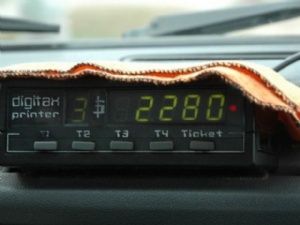 digitax 3 2280
printer
T1 T2 T3 T4 Ticket